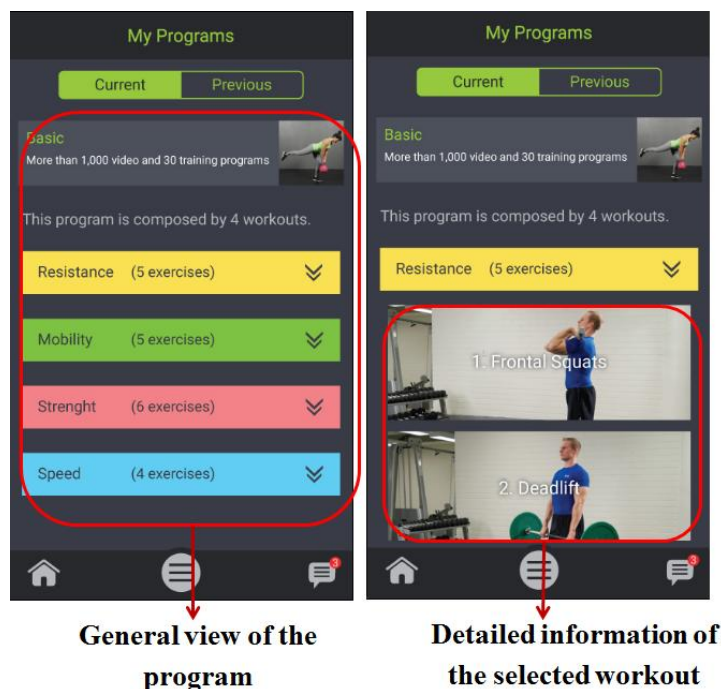 My Programs
Current Previous
Basic
More than 1,000 video and 30 training programs
This program is composed by 4 workouts.
Resistance (5 exercises)
Mobility (5 exercises)
Strenght (6 exercises)
Speed (4 exercises)
3
General view of the
program
My Programs
Current Previous
Basic
More than 1,000 video and 30 training programs
This program is composed by 4 workouts.
Resistance (5 exercises)
1. Frontal Squats
2. Deadlift
3
Detailed information of
the selected workout